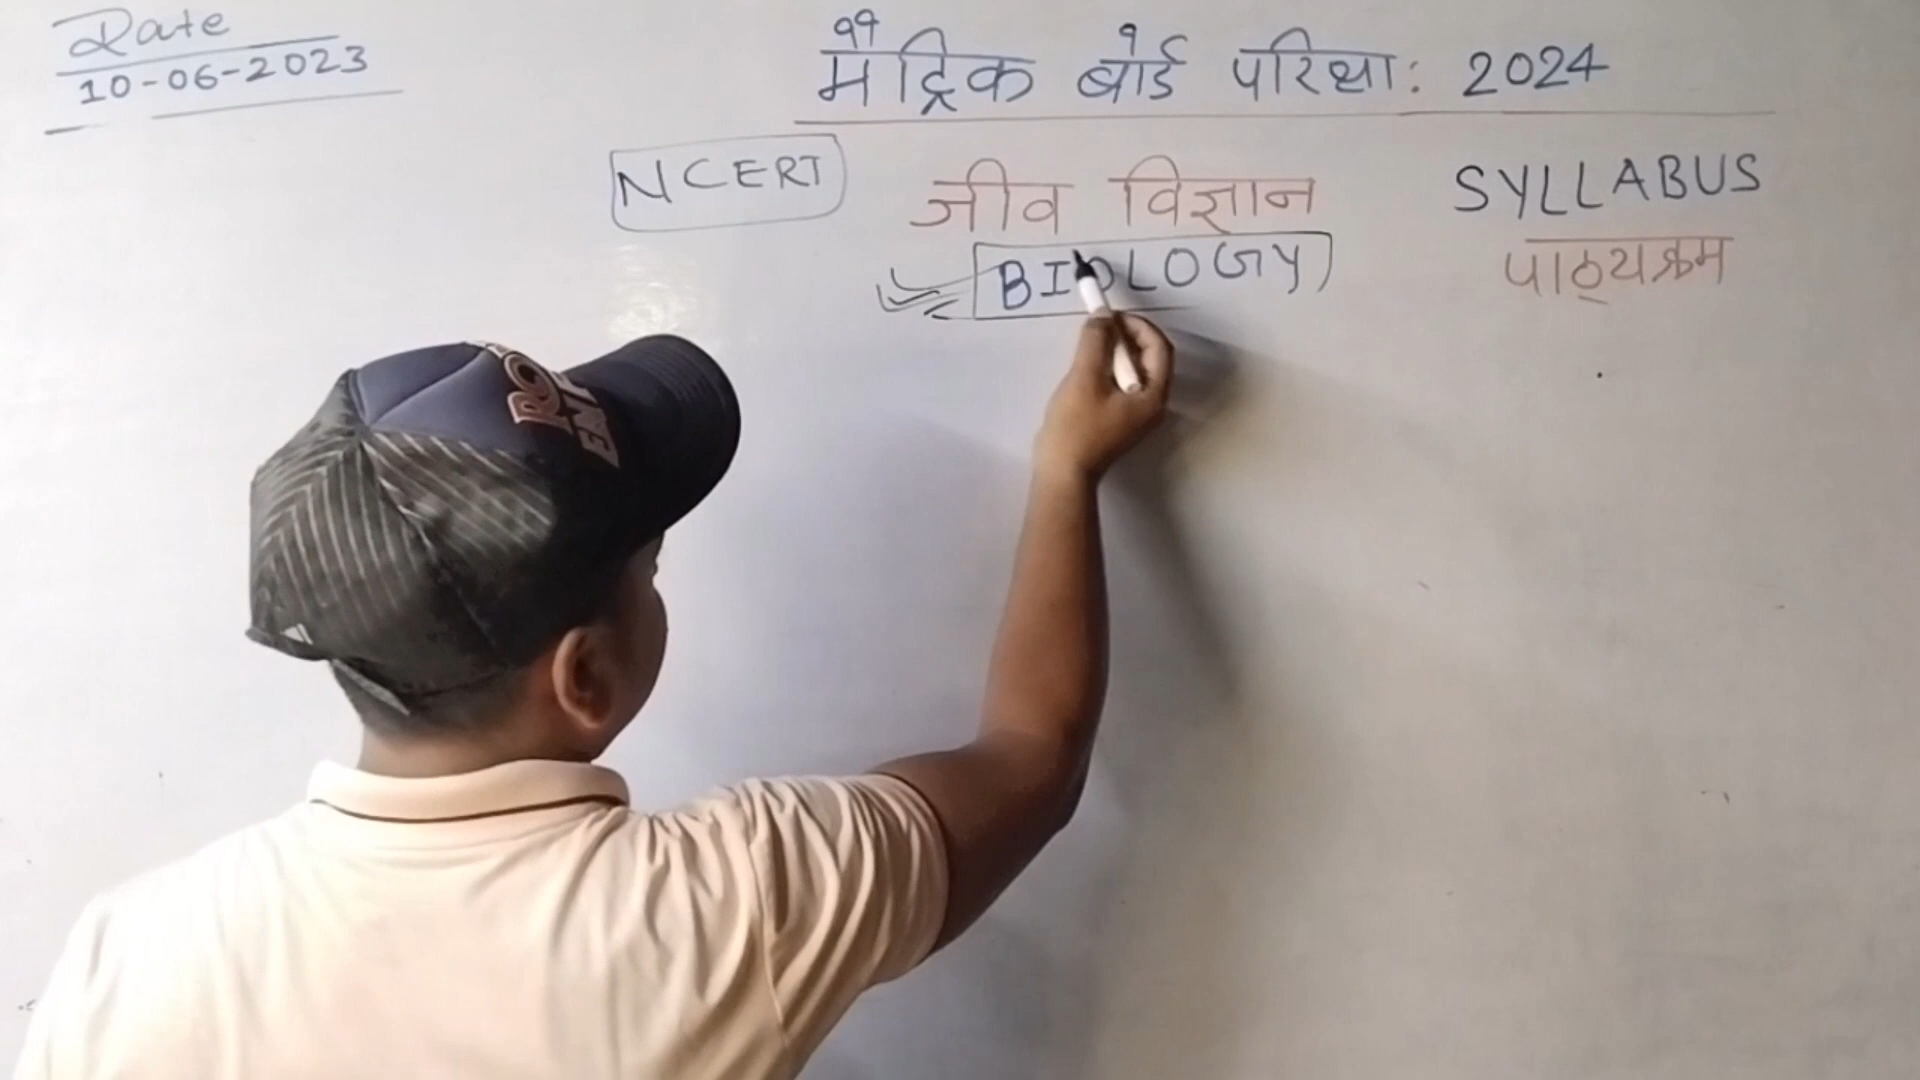 Date
10-06-2023
"मैट्रिक बोर्ड परिक्षा: 2024"
NCERT
जीव विज्ञान
SYLLABUS
BIOLOGY
पाठ्यक्रम